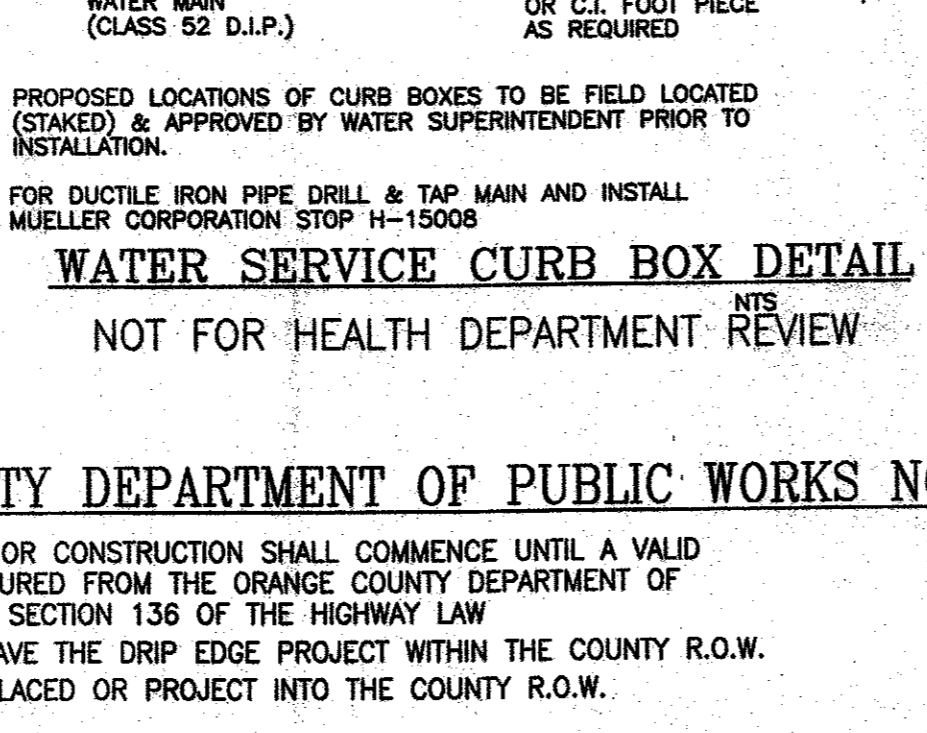 WATER MAIN
(CLASS 52 D.I.P.)
OR C.I. FOOT PIECE
AS REQUIRED
PROPOSED LOCATIONS OF CURB BOXES TO BE FIELD LOCATED
(STAKED) & APPROVED BY WATER SUPERINTENDENT PRIOR TO
INSTALLATION.
FOR DUCTILE IRON PIPE DRILL & TAP MAIN AND INSTALL
MUELLER CORPORATION STOP H-15008
WATER SERVICE CURB BOX DETAIL
NTS
NOT FOR HEALTH DEPARTMENT REVIEW
TY DEPARTMENT OF PUBLIC WORKS NO
OR CONSTRUCTION SHALL COMMENCE UNTIL A VALID
URED FROM THE ORANGE COUNTY DEPARTMENT OF
SECTION 136 OF THE HIGHWAY LAW
AVE THE DRIP EDGE PROJECT WITHIN THE COUNTY R.O.W.
LACED OR PROJECT INTO THE COUNTY R.O.W.